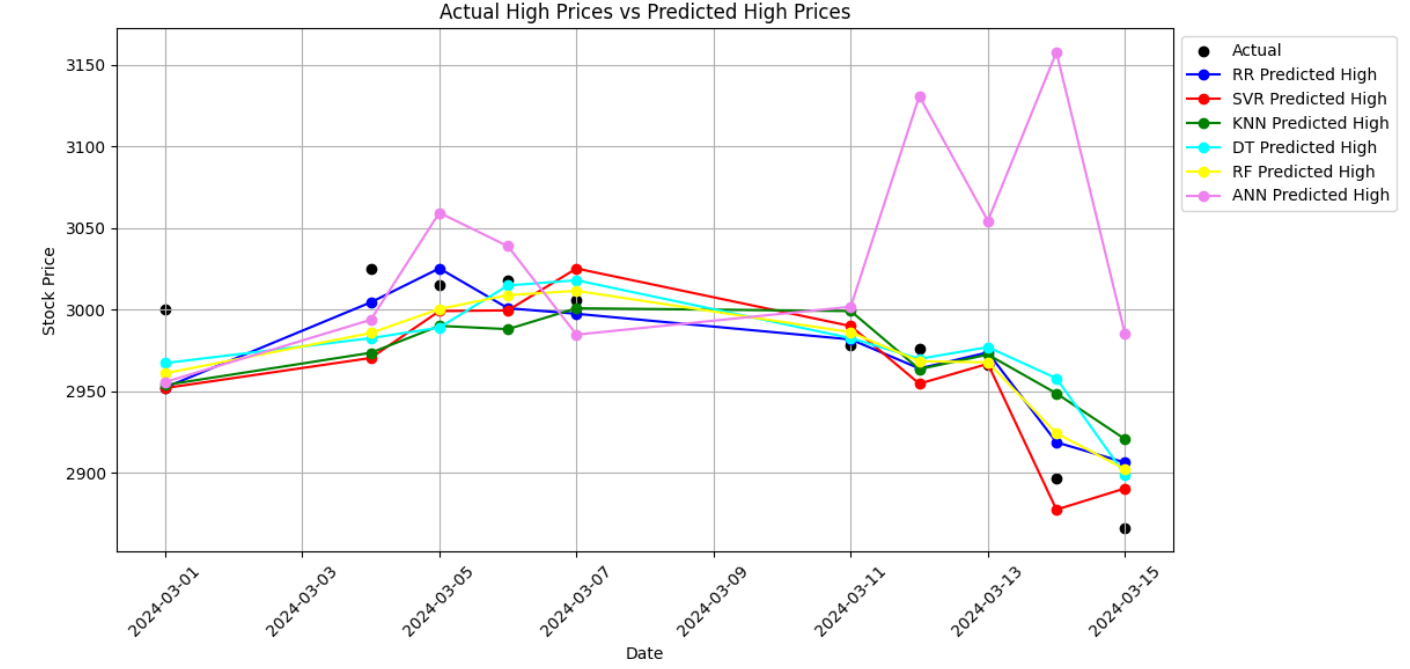 Actual High Prices vs Predicted High Prices
3150
3100
3050
3000
2950
2900
Stock Price
2024-03-01
2024-03-03
2024-03-05
2024-03-07
2024-03-09
2024-03-11
2024-03-13
2024-03-15
Date
Actual
RR Predicted High
SVR Predicted High
KNN Predicted High
DT Predicted High
RF Predicted High
ANN Predicted High